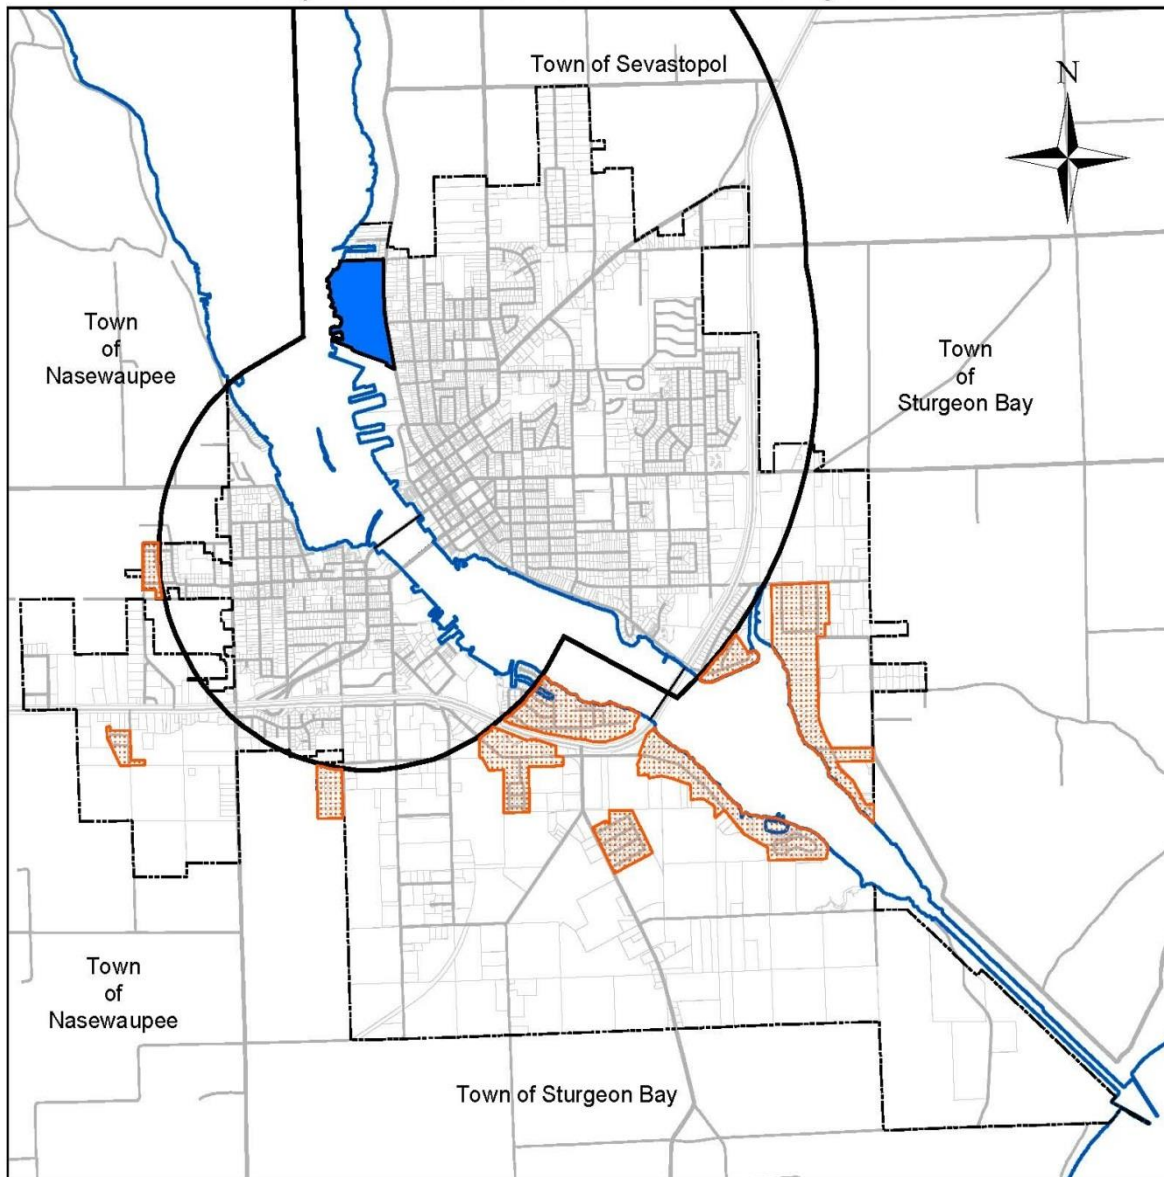 Town of Sevastopol
N
Town
of
Nasewaupee
Town
of
Sturgeon Bay
Town
of
Nasewaupee
Town of Sturgeon Bay